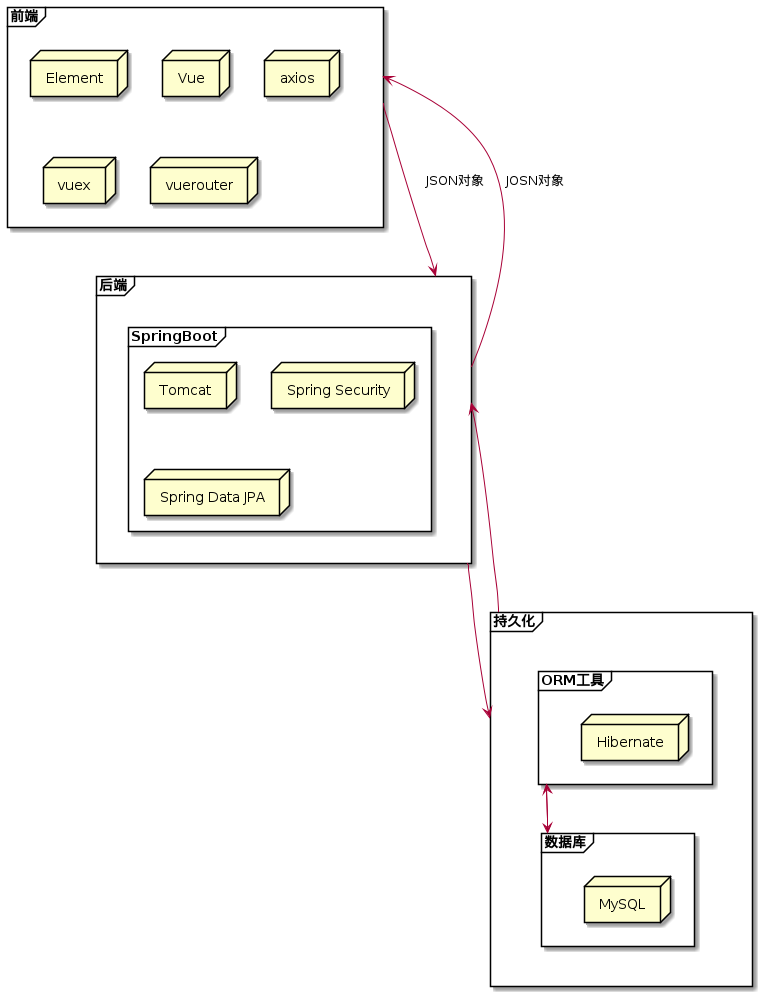 前端
Element
Vue
axios
vuex
vuerouter
JSON对象
JOSN对象
后端
SpringBoot
Tomcat
Spring Security
Spring Data JPA
持久化
ORM工具
Hibernate
数据库
MySQL